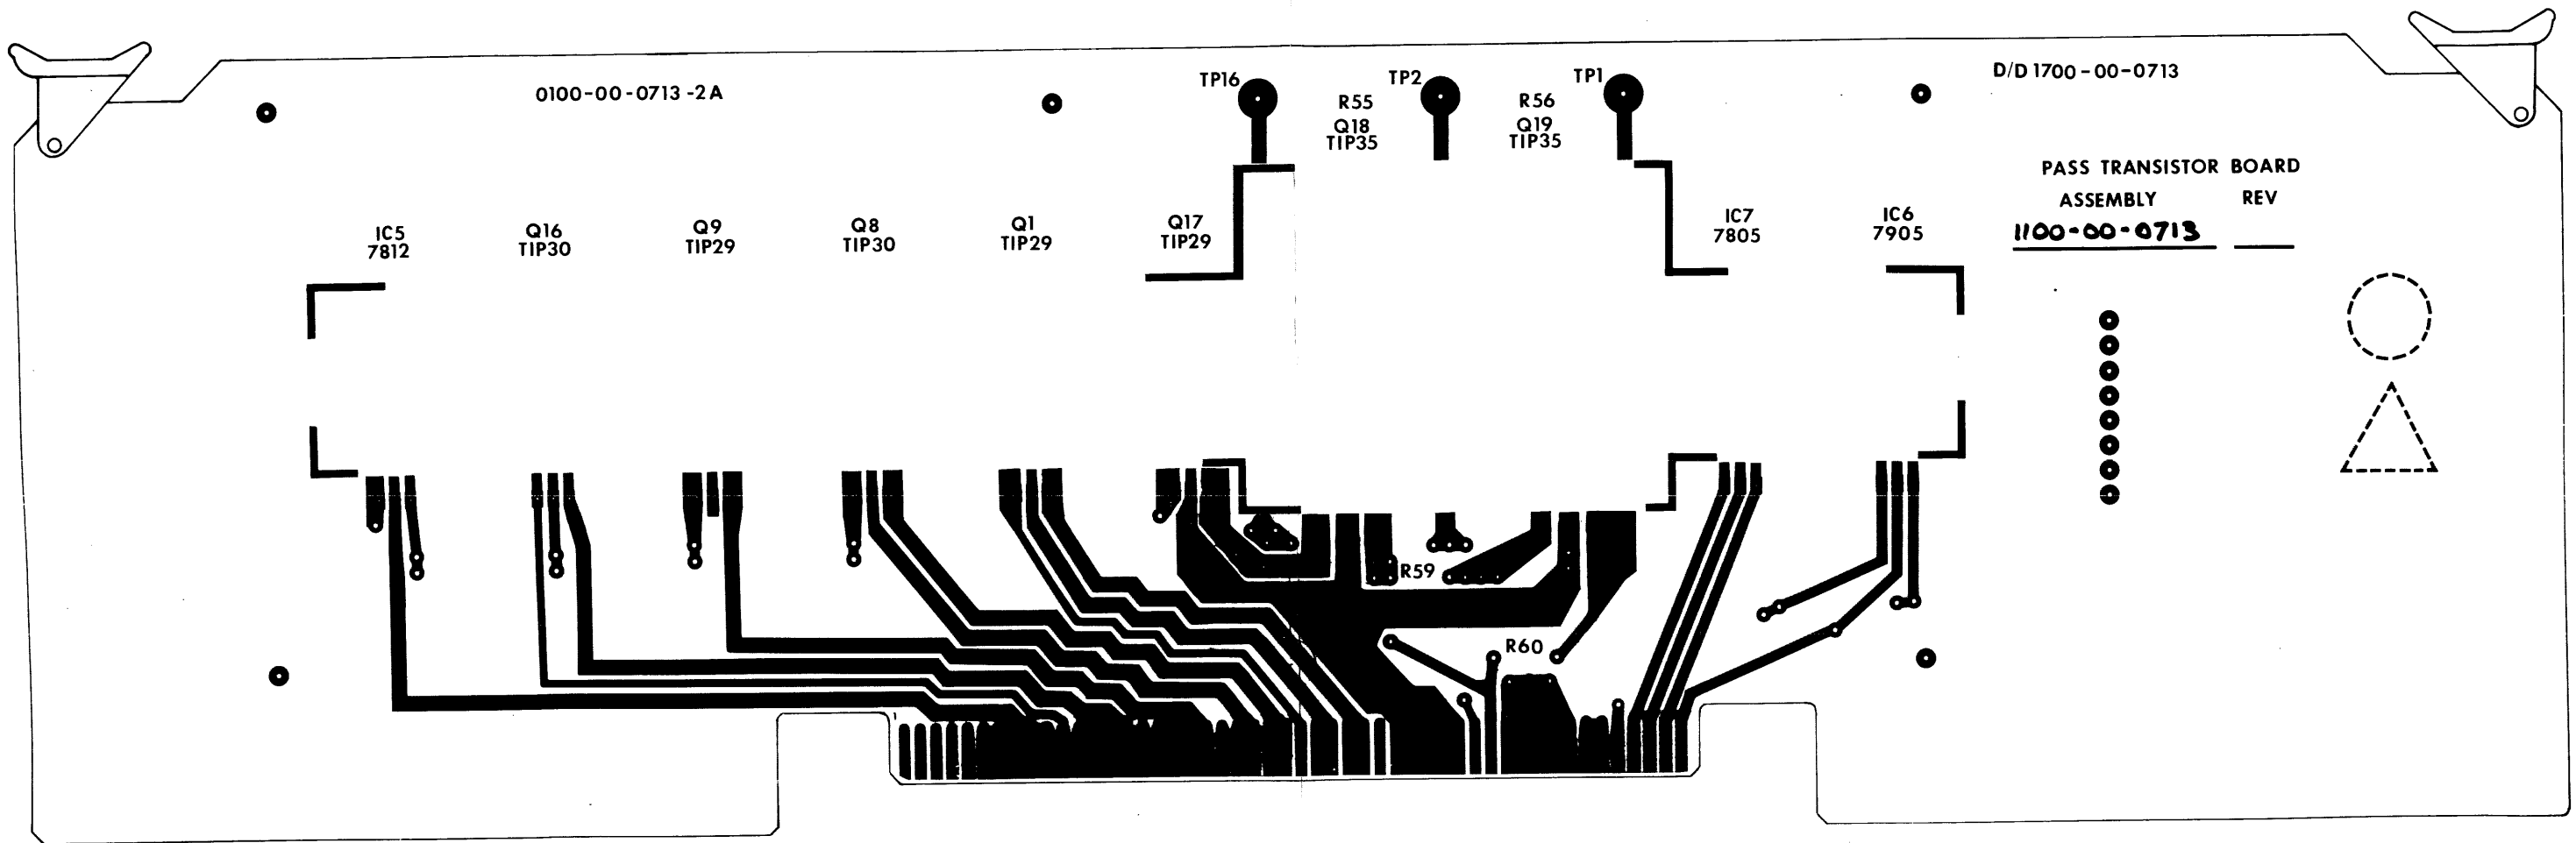 0100-00-0713-2A
TP16
TP2
TP1
D/D 1700-00-0713
R55
Q18
TIP35
R56
Q19
TIP35
PASS TRANSISTOR BOARD
ASSEMBLY REV
1100-00-0713
IC5
7812
Q16
TIP30
Q9
TIP29
Q8
TIP30
Q1
TIP29
Q17
TIP29
IC7
7805
IC6
7905
R59
R60